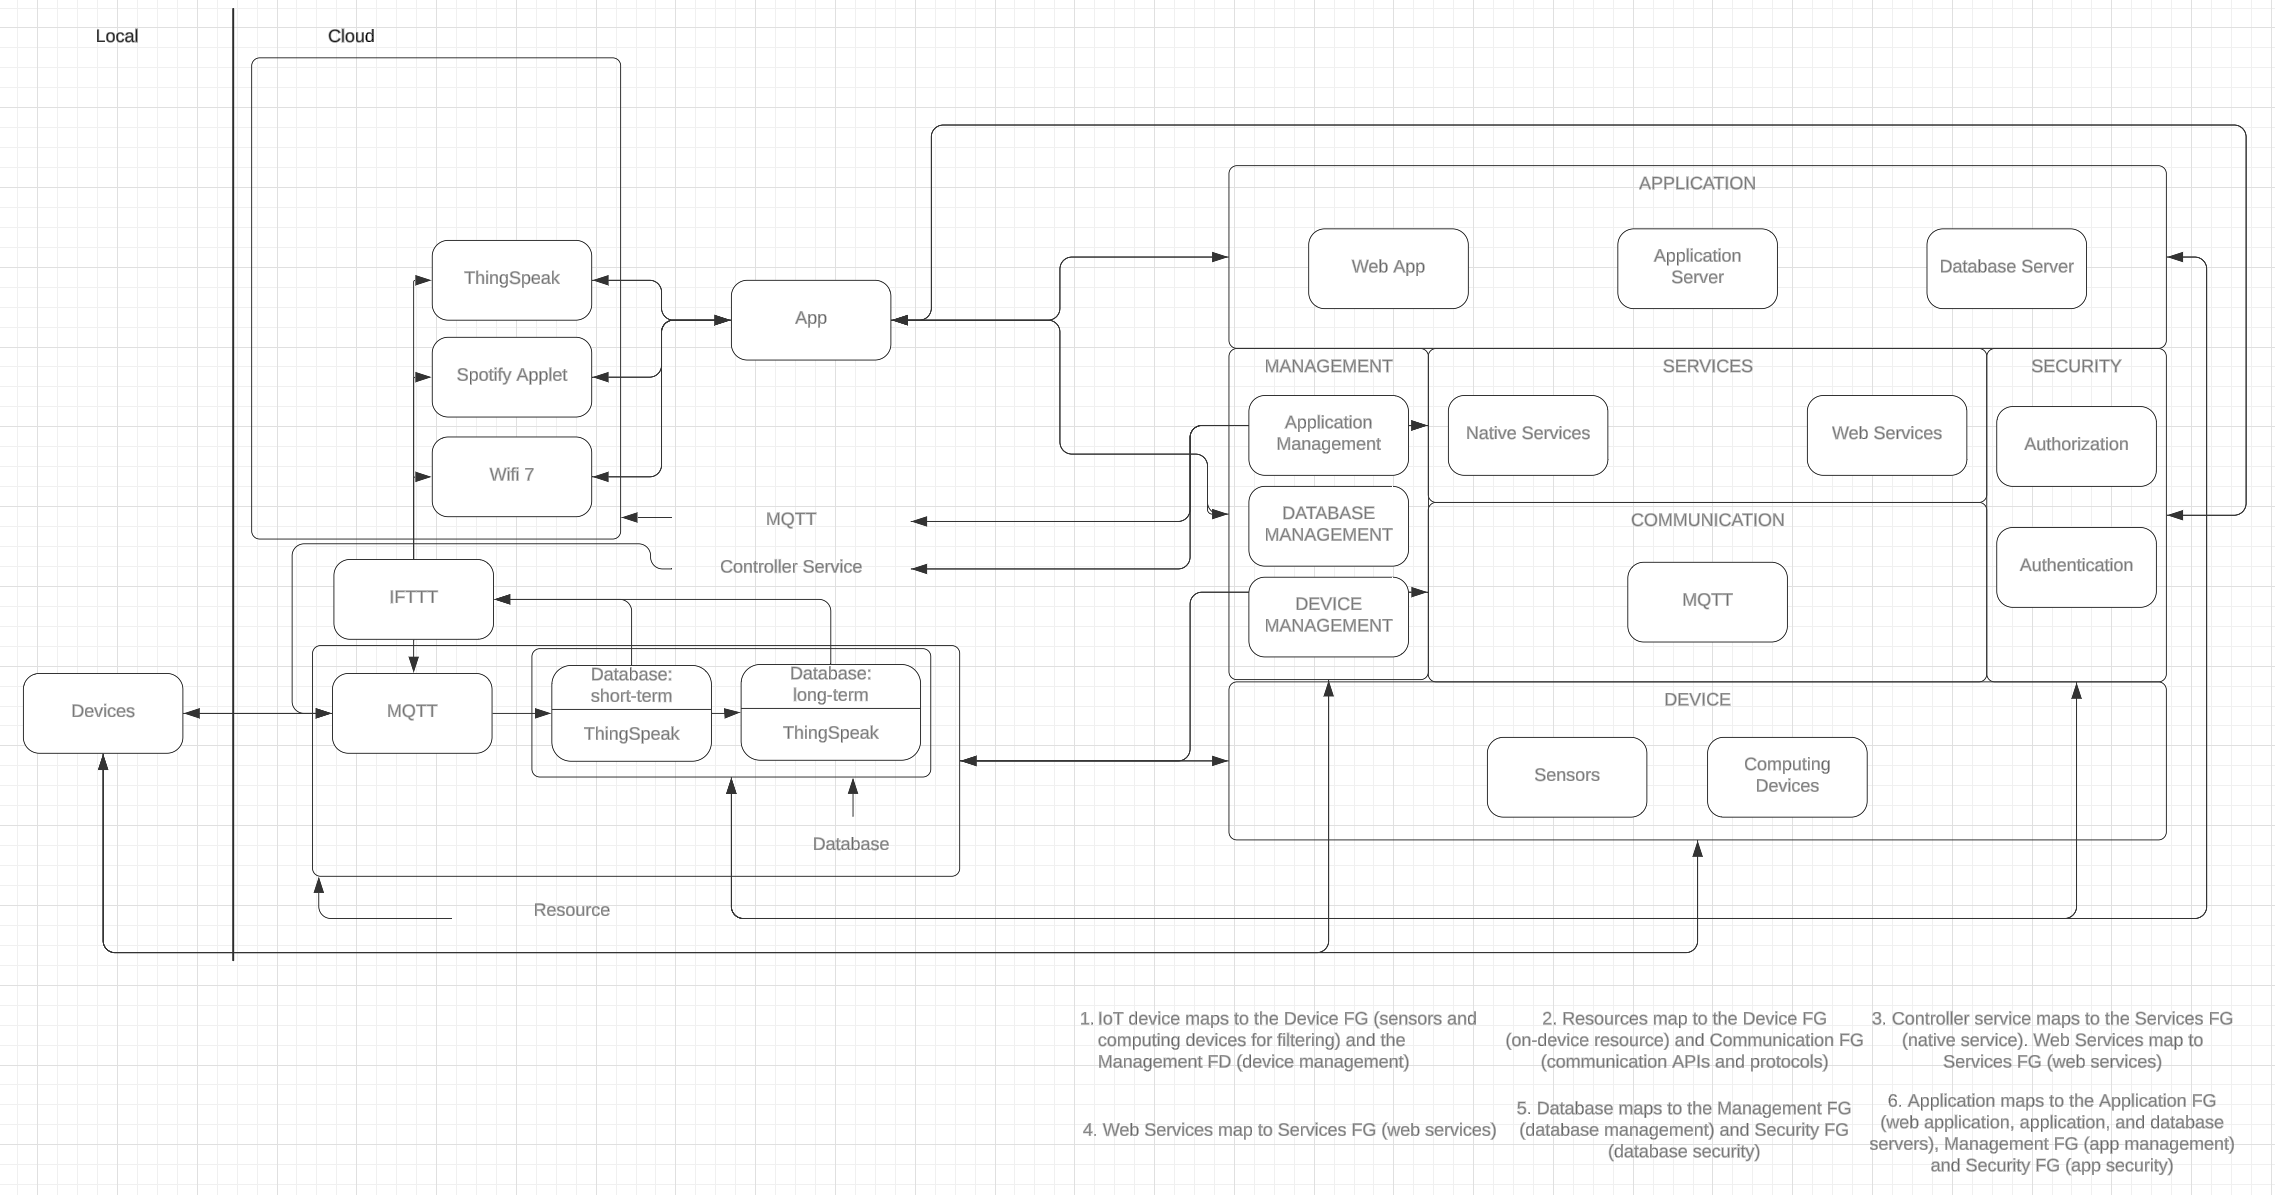 Local
Cloud
ThingSpeak
Spotify Applet
Wifi 7
App
MQTT
Controller Service
IFTTT
Devices
MQTT
Database:
short-term
ThingSpeak
Database:
long-term
ThingSpeak
Database
Resource
APPLICATION
Web App
Application
Server
Database Server
MANAGEMENT
Application
Management
DATABASE
MANAGEMENT
DEVICE
MANAGEMENT
SERVICES
Native Services
Web Services
COMMUNICATION
MQTT
SECURITY
Authorization
Authentication
DEVICE
Sensors
Computing
Devices
1. IoT device maps to the Device FG (sensors and
computing devices for filtering) and the
Management FD (device management)
2. Resources map to the Device FG
(on-device resource) and Communication FG
(communication APIs and protocols)
3. Controller service maps to the Services FG
(native service). Web Services map to
Services FG (web services)
4. Web Services map to Services FG (web services)
5. Database maps to the Management FG
(database management) and Security FG
(database security)
6. Application maps to the Application FG
(web application, application, and database
servers), Management FG (app management)
and Security FG (app security)